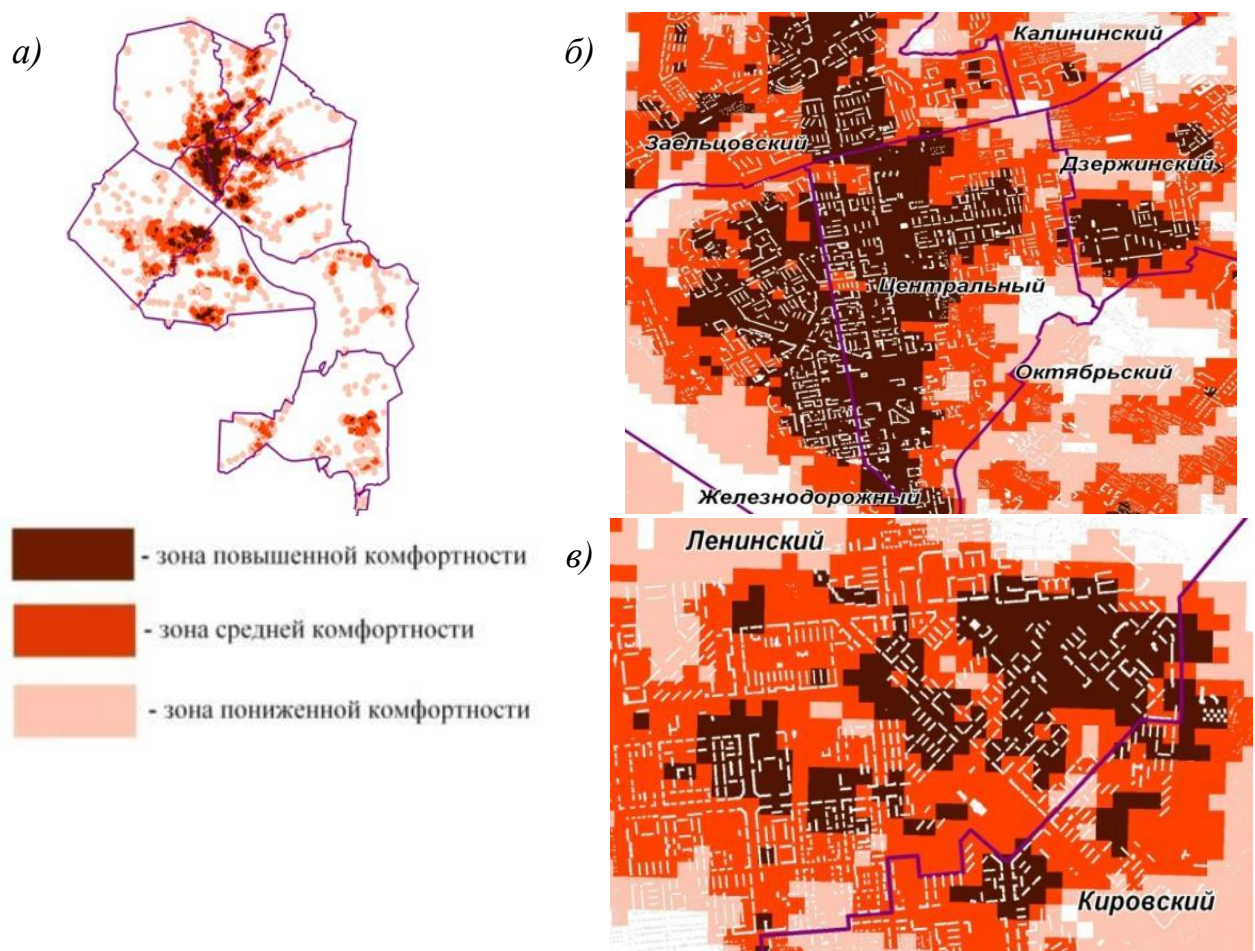 а)
б)
Калининский
Заельцовский
Дзержинский
Центральный
Октябрьский
Железнодорожный
- зона повышенной комфортности
- зона средней комфортности
- зона пониженной комфортности
в)
Ленинский
Кировский